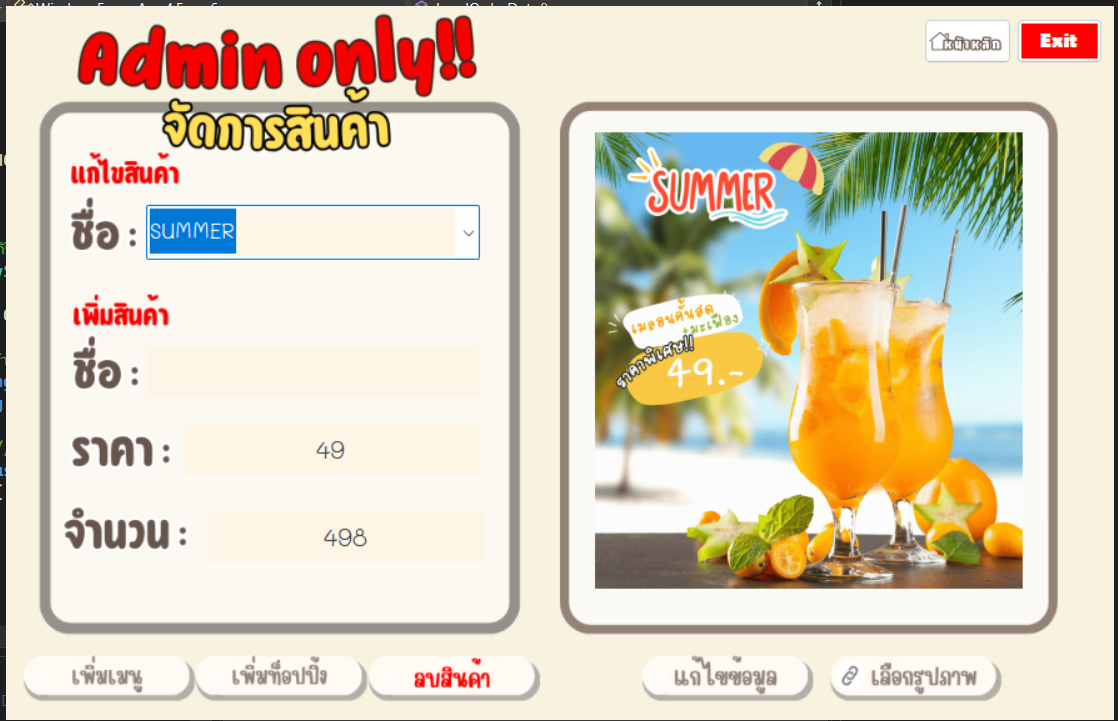 Admin only!!
หน้าหลัก
Exit
จัดการสินค้า
แก้ไขสินค้า
ชื่อ :
SUMMER
เพิ่มสินค้า
ชื่อ :
ราคา :
49
จำนวน :
498
SUMMER
เมลอนคั้นสด
+มะเฟือง
ราคาพิเศษ!!
49.-
เพิ่มเมนู
เพิ่มท็อปปิ้ง
ลบสินค้า
แก้ไขข้อมูล
เลือกรูปภาพ